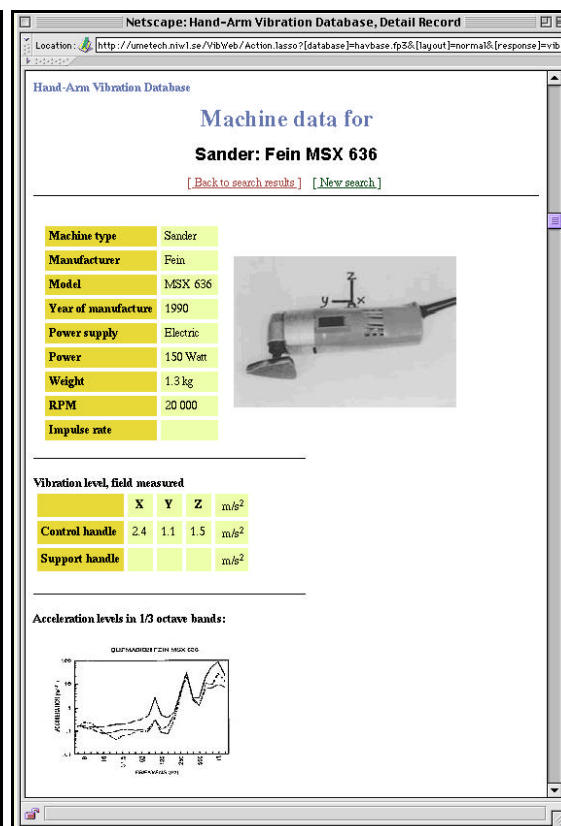 Netscape: Hand-Arm Vibration Database, Detail Record
Location: http://umetech.niwl.se/VibWeb/Action.lasso?[database]=havbase.fp3&[layout]=normal&[response]=vib
Hand-Arm Vibration Database
Machine data for
Sander: Fein MSX 636
[ Back to search results ] [ New search ]
Machine type Sander
Manufacturer Fein
Model MSX 636
Year of manufacture 1990
Power supply Electric
Power 150 Watt
Weight 1.3 kg
RPM 20 000
Impulse rate
z
y x
Vibration level, field measured
X Y Z m/s²
Control handle 2.4 1.1 1.5 m/s²
Support handle m/s²
Acceleration levels in 1/3 octave bands:
FEIN MSX 636